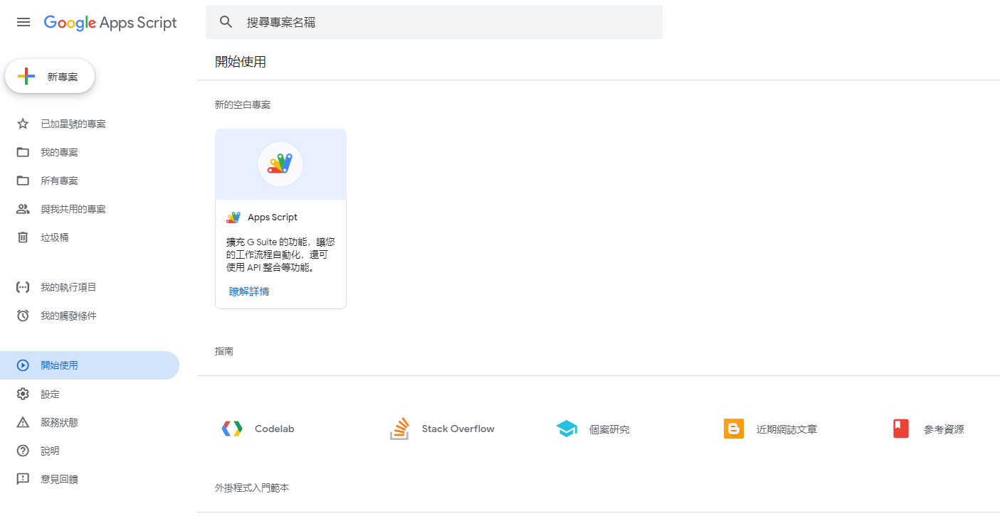 Google Apps Script
搜尋專案名稱
新專案
已加星號的專案
我的專案
所有專案
與我共用的專案
垃圾桶
我的執行項目
我的觸發條件
開始使用
設定
服務狀態
說明
意見回饋
開始使用
新的空白專案
Apps Script
擴充 G Suite 的功能，讓您
的工作流程自動化，還可
使用 API 整合等功能。
瞭解詳情
指南
Codelab
Stack Overflow
個案研究
近期網誌文章
參考資源
外掛程式入門範本